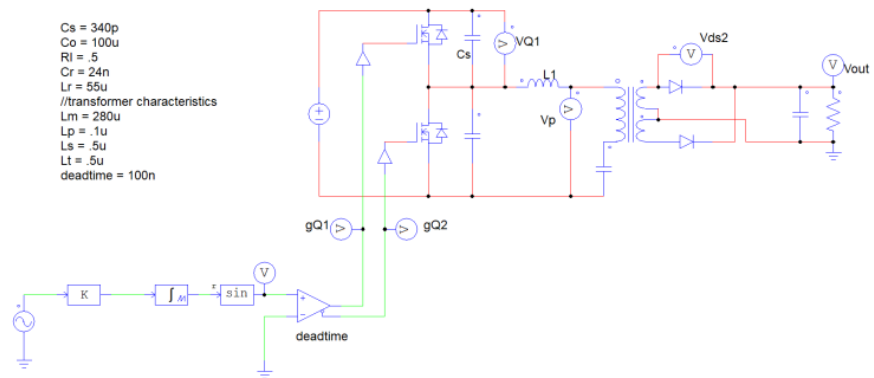 Cs = 340p
Co = 100u
Rl = .5
Cr = 24n
Lr = 55u
//transformer characteristics
Lm = 280u
Lp = .1u
Ls = .5u
Lt = .5u
deadtime = 100n
Cs
V
VQ1
L1
V
Vp
V
Vds2
V
Vout
gQ1
V
V
gQ2
K
∫
M
r
sin
V
+
−
deadtime